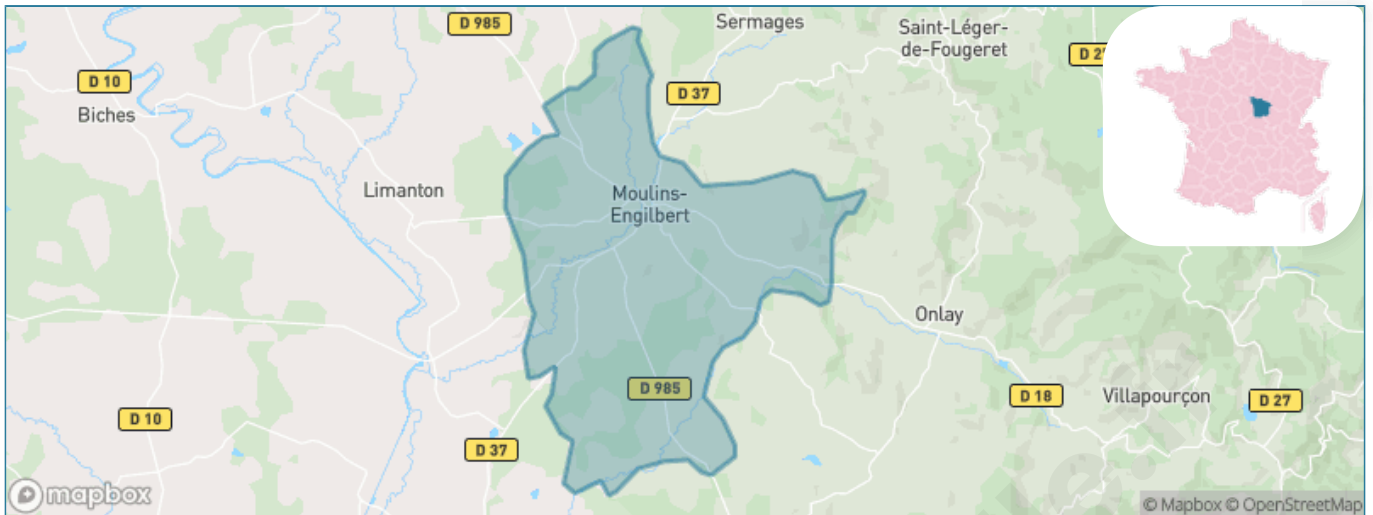 D 985
Sermages
Saint-Léger-
de-Fougeret
D 10
D 37
Biches
Limanton
Moulins-
Engilbert
Onlay
D 985
D 18
Villapourçon
D 27
D 10
D 37
mapbox
© Mapbox © OpenStreetMap